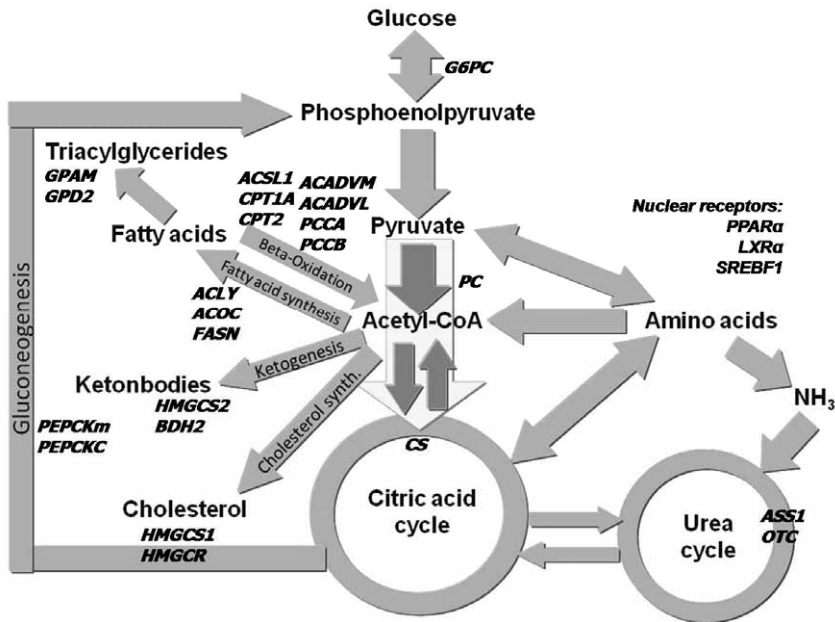 Glucose
G6PC
Phosphoenolpyruvate
Triacylglycerides
GPAM
GPD2
ACSL1
CPT1A
CPT2
ACADVM
ACADVL
PCCA
PCCB
Fatty acids
Beta-Oxidation
Fatty acid synthesis
Pyruvate
PC
Nuclear receptors:
PPARα
LXRα
SREBF1
ACLY
ACOC
FASN
Acetyl-CoA
Amino acids
Gluconeogenesis
Ketogenesis
Ketonbodies
HMGCS2
BDH2
Cholesterol synth.
PEPCKm
PEPCKC
NH3
CS
Citric acid
cycle
Cholesterol
HMGCS1
HMGCR
Urea
cycle
ASS1
OTC